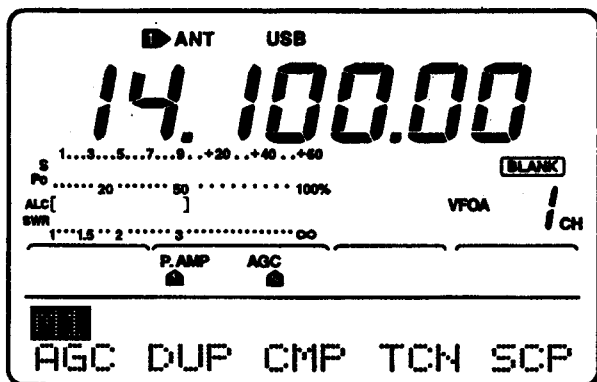 1 ANT USB
14.100.00
S 1...3...5...7...9..+20..+40..+60
BLANK
Po ...... 20 ...... 50 .......... 100%
ALC [ ] VFOA 1 CH
SWR 1....1.5..2 ..... 3 ............... ∞
P.AMP AGC
AGC DUP CMP TCN SCP